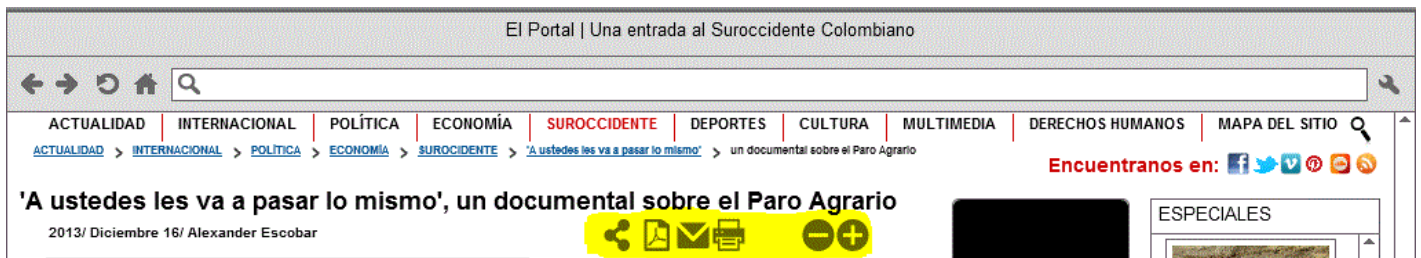 El Portal | Una entrada al Suroccidente Colombiano
ACTUALIDAD INTERNACIONAL POLÍTICA ECONOMÍA SUROCCIDENTE DEPORTES CULTURA MULTIMEDIA DERECHOS HUMANOS MAPA DEL SITIO
ACTUALIDAD > INTERNACIONAL > POLÍTICA > ECONOMÍA > SUROCIDENTE > 'A ustedes les va a pasar lo mismo' > un documental sobre el Paro Agrario
Encuentranos en:
'A ustedes les va a pasar lo mismo', un documental sobre el Paro Agrario
2013/ Diciembre 16/ Alexander Escobar
ESPECIALES